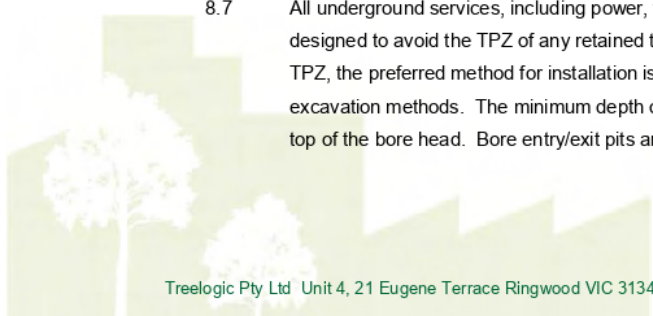 8.7 All underground services, including power,
designed to avoid the TPZ of any retained
TPZ, the preferred method for installation is
excavation methods. The minimum depth
top of the bore head. Bore entry/exit pits
Treelogic Pty Ltd Unit 4, 21 Eugene Terrace Ringwood VIC 3134